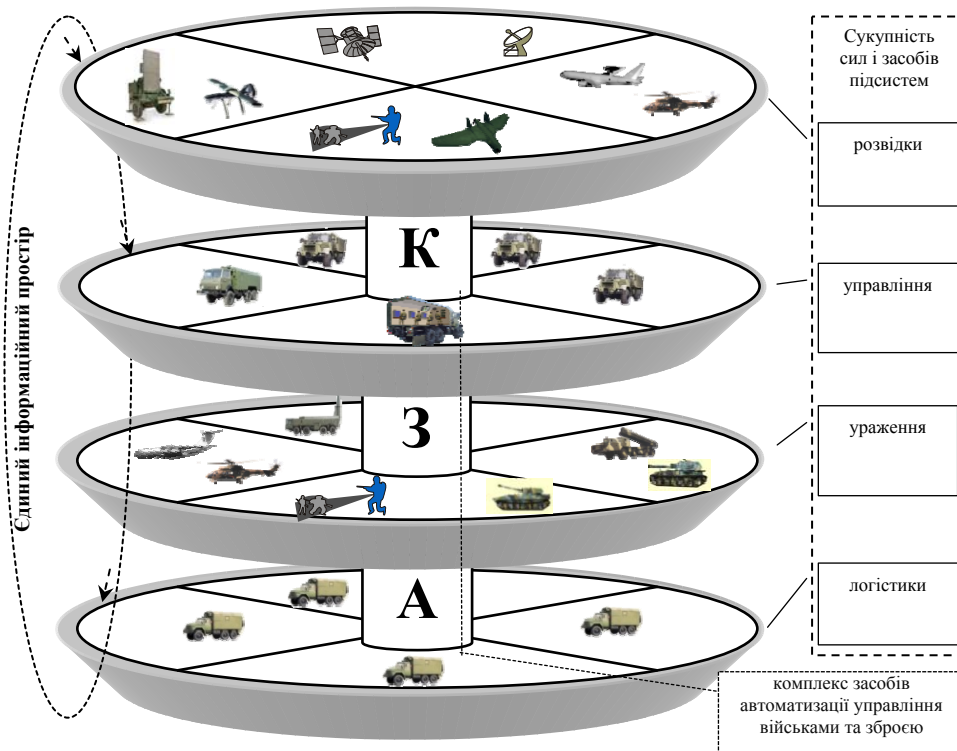 Сукупність
сил і засобів
підсистем
розвідки
К
управління
Єдиний інформаційний простір
З
ураження
А
логістики
комплекс засобів
автоматизації управління
військами та зброєю